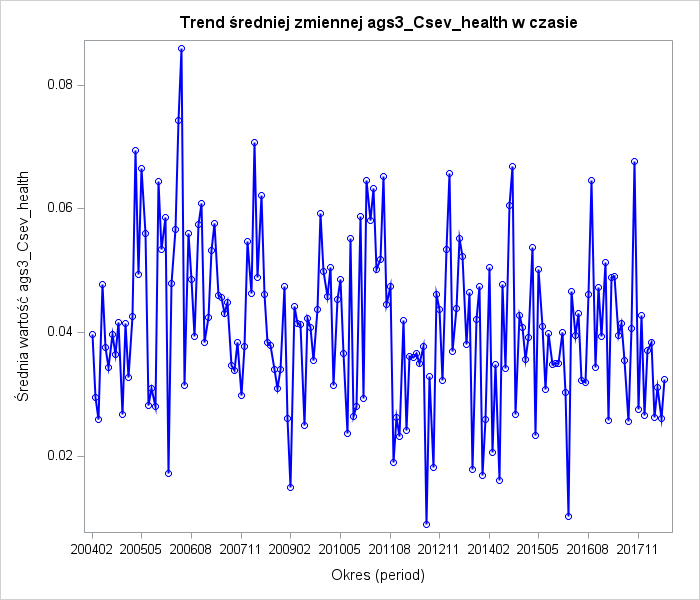 Trend średniej zmiennej ags3_Csev_health w czasie
Średnia wartość ags3_Csev_health
0.08
0.06
0.04
0.02
200402 200505 200608 200711 200902 201005 201108 201211 201402 201505 201608 201711
Okres (period)